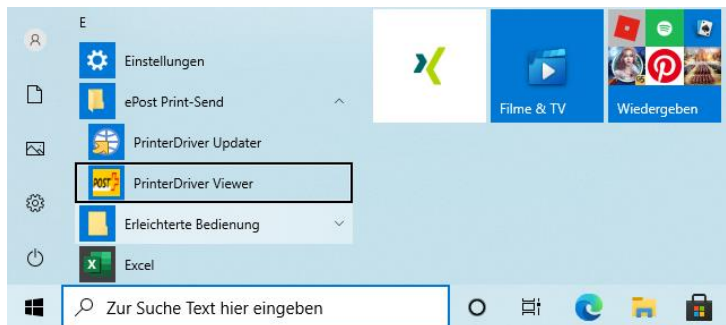 E
Einstellungen
ePost Print-Send
PrinterDriver Updater
POST
PrinterDriver Viewer
Erleichterte Bedienung
Excel
Filme & TV
Wiedergeben
Zur Suche Text hier eingeben